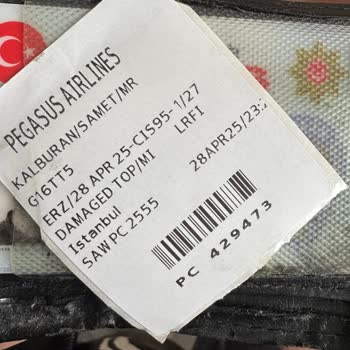 PEGASUS AIRLINES
KALBURAN/SAMET/MR
G16TT5
ERZ/28 APR 25-CIS95-1/27
DAMAGED TOP/MI LRFI
Istanbul
SAW PC 2555 28APR25/23:
PC 429473